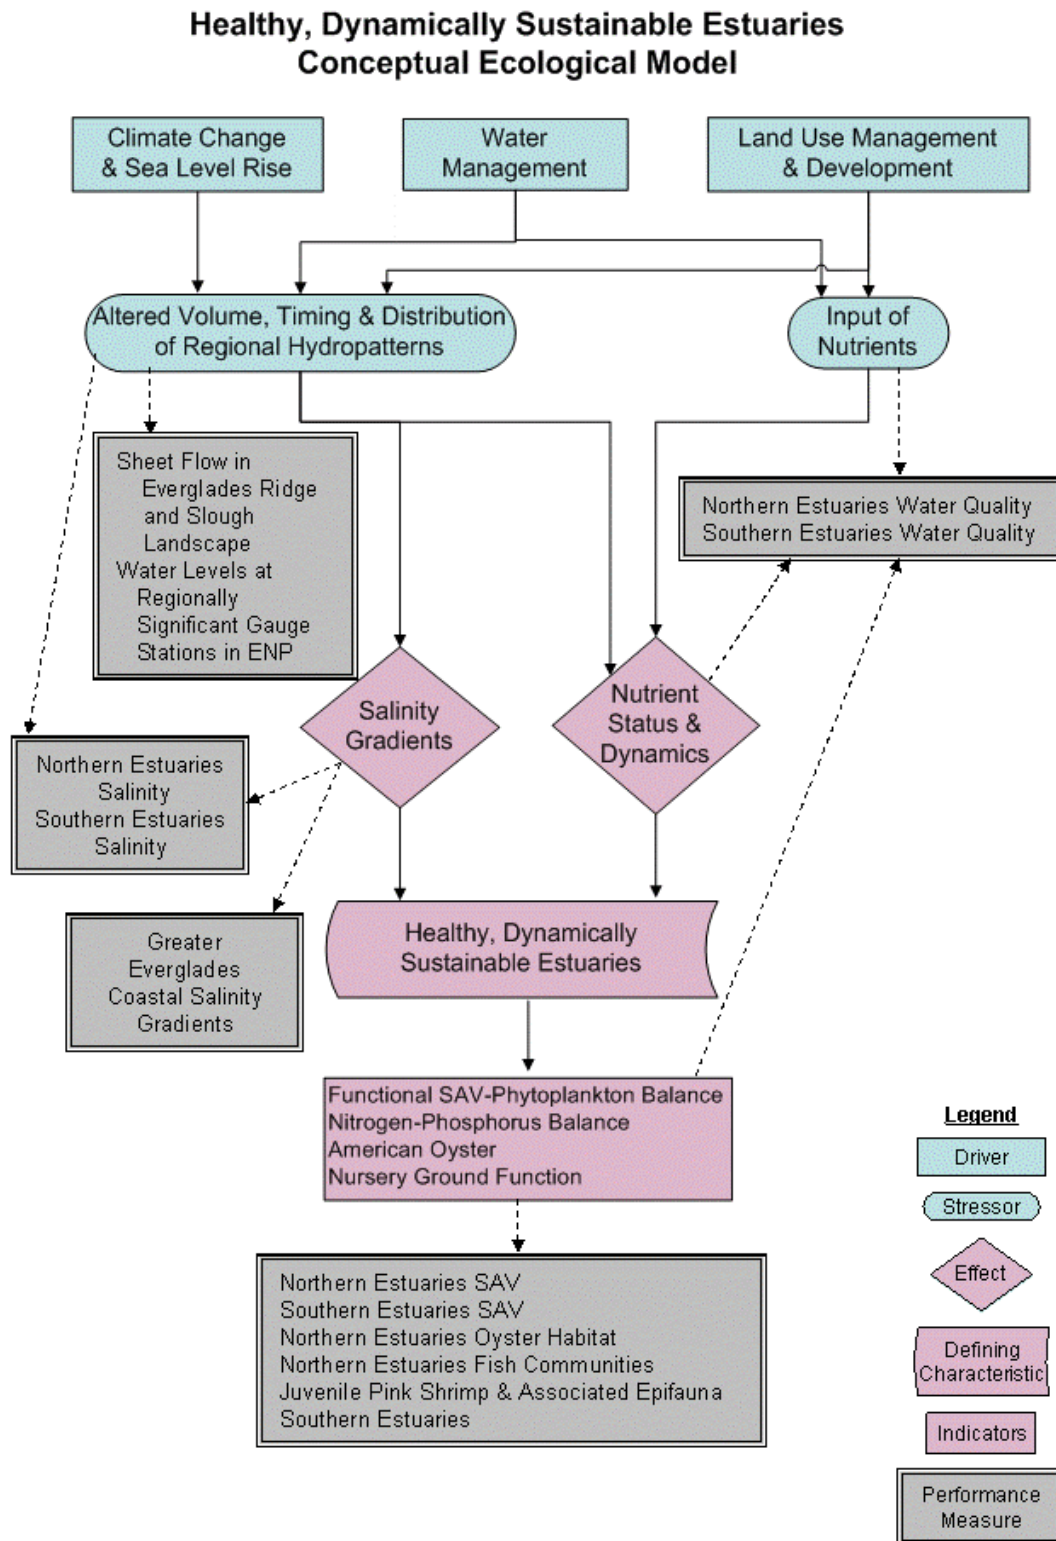 Healthy, Dynamically Sustainable Estuaries
Conceptual Ecological Model
Climate Change
& Sea Level Rise
Water
Management
Land Use Management
& Development
Altered Volume, Timing & Distribution
of Regional Hydropatterns
Input of
Nutrients
Sheet Flow in
Everglades Ridge
and Slough
Landscape
Water Levels at
Regionally
Significant Gauge
Stations in ENP
Northern Estuaries Water Quality
Southern Estuaries Water Quality
Salinity
Gradients
Nutrient
Status &
Dynamics
Northern Estuaries
Salinity
Southern Estuaries
Salinity
Greater
Everglades
Coastal Salinity
Gradients
Healthy, Dynamically
Sustainable Estuaries
Functional SAV-Phytoplankton Balance
Nitrogen-Phosphorus Balance
American Oyster
Nursery Ground Function
Northern Estuaries SAV
Southern Estuaries SAV
Northern Estuaries Oyster Habitat
Northern Estuaries Fish Communities
Juvenile Pink Shrimp & Associated Epifauna
Southern Estuaries
Legend
Driver
Stressor
Effect
Defining
Characteristic
Indicators
Performance
Measure